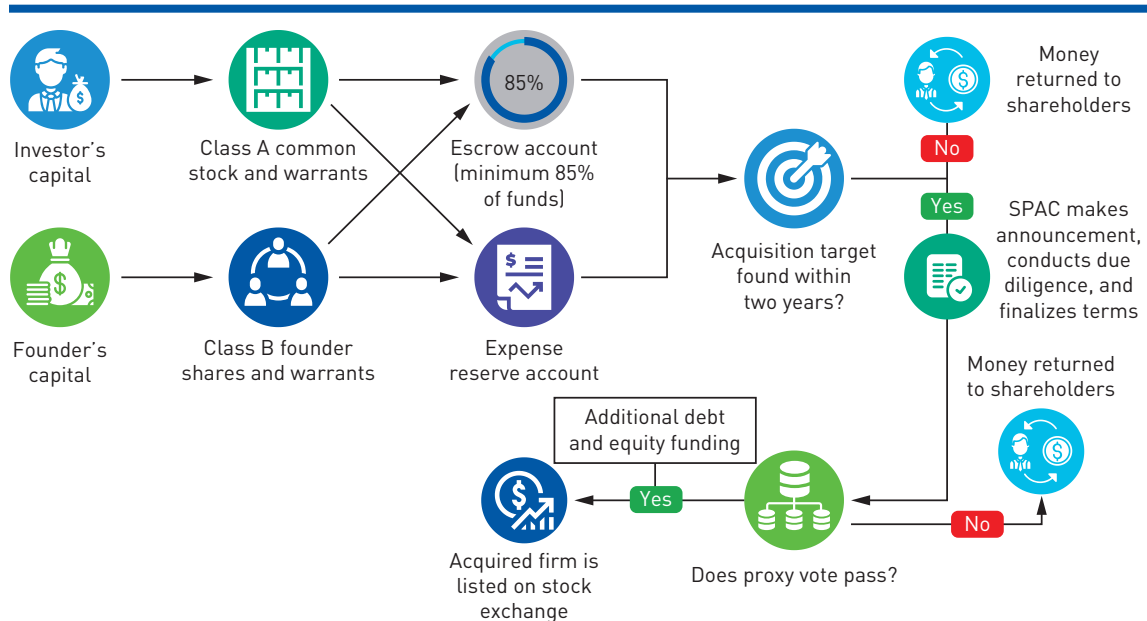 Investor's
capital
Class A common
stock and warrants
85%
Escrow account
(minimum 85%
of funds)
Money
returned to
shareholders
No
Yes
Founder's
capital
$
Class B founder
shares and warrants
$
Expense
reserve account
Acquisition target
found within
two years?
$
SPAC makes
announcement,
conducts due
diligence, and
finalizes terms
Money returned
to shareholders
$
Additional debt
and equity funding
Yes
$
Acquired firm is
listed on stock
exchange
Does proxy vote pass?
No